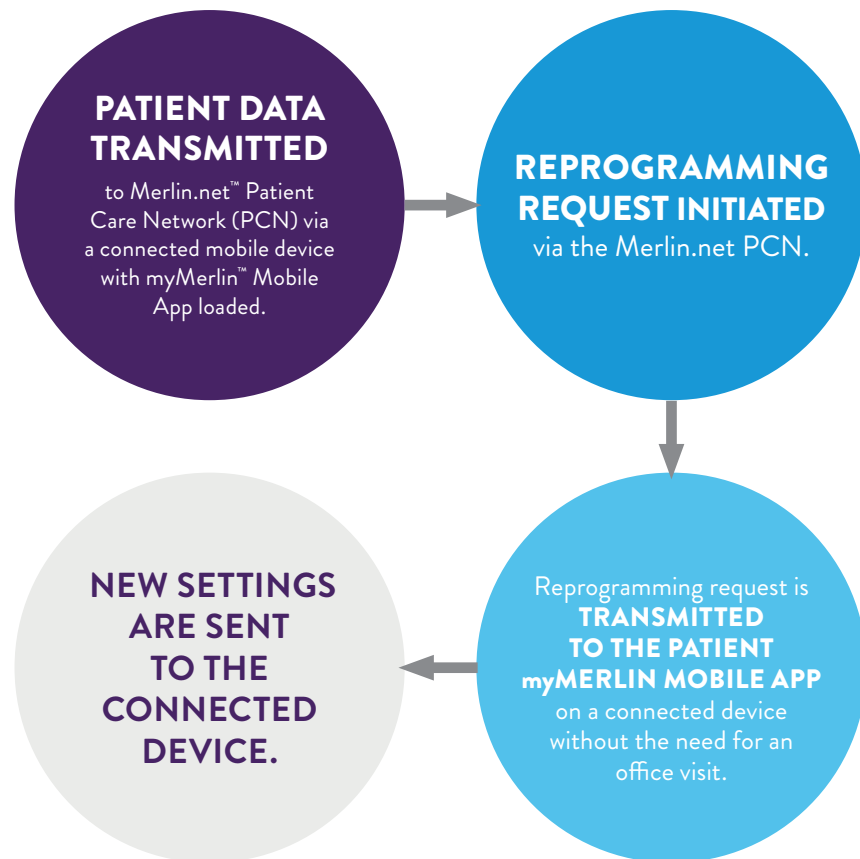 PATIENT DATA
TRANSMITTED
to Merlin.net™ Patient
Care Network (PCN) via
a connected mobile device
with myMerlin™ Mobile
App loaded.
REPROGRAMMING
REQUEST INITIATED
via the Merlin.net PCN.
Reprogramming request is
TRANSMITTED
TO THE PATIENT
myMERLIN MOBILE APP
on a connected device
without the need for an
office visit.
NEW SETTINGS
ARE SENT
TO THE
CONNECTED
DEVICE.